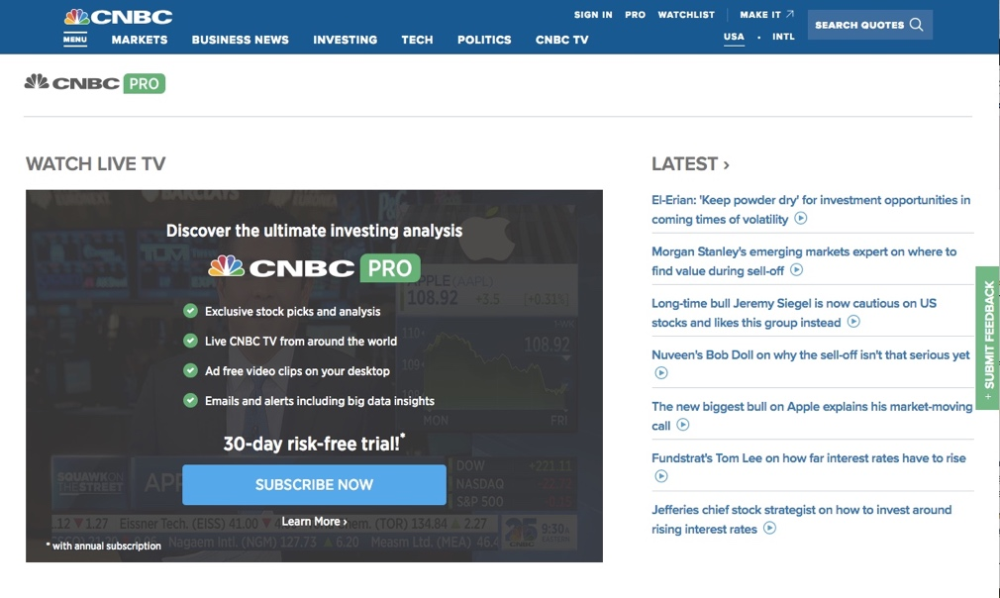 CNBC
SIGN IN PRO WATCHLIST MAKE IT
SEARCH QUOTES
MENU MARKETS BUSINESS NEWS INVESTING TECH POLITICS CNBC TV
USA · INTL
CNBC PRO
WATCH LIVE TV
Discover the ultimate investing analysis
CNBC PRO
APPLE (AAPL)
108.92 +3.5 (+0.31%)
108.92
Exclusive stock picks and analysis
Live CNBC TV from around the world
Ad free video clips on your desktop
Emails and alerts including big data insights
MON FRI
30-day risk-free trial!*
SUBSCRIBE NOW
SQUAWK ON
THE STREET
DOW +221.11
NASDAQ
S&P 500
Learn More ›
12 ▼ 1.27 Eissner Tech. (EISS) 41.00 ▼ (TOR) 134.84 ▲ 2.27
Nagaem Intl. (NGM) 127.73 ▲ 6.20 Measm Ltd. (MEA) 46.4
CNBC
9:30A
* with annual subscription
LATEST ›
El-Erian: 'Keep powder dry' for investment opportunities in
coming times of volatility
Morgan Stanley's emerging markets expert on where to
find value during sell-off
Long-time bull Jeremy Siegel is now cautious on US
stocks and likes this group instead
Nuveen's Bob Doll on why the sell-off isn't that serious yet
The new biggest bull on Apple explains his market-moving
call
Fundstrat's Tom Lee on how far interest rates have to rise
Jefferies chief stock strategist on how to invest around
rising interest rates
+ SUBMIT FEEDBACK